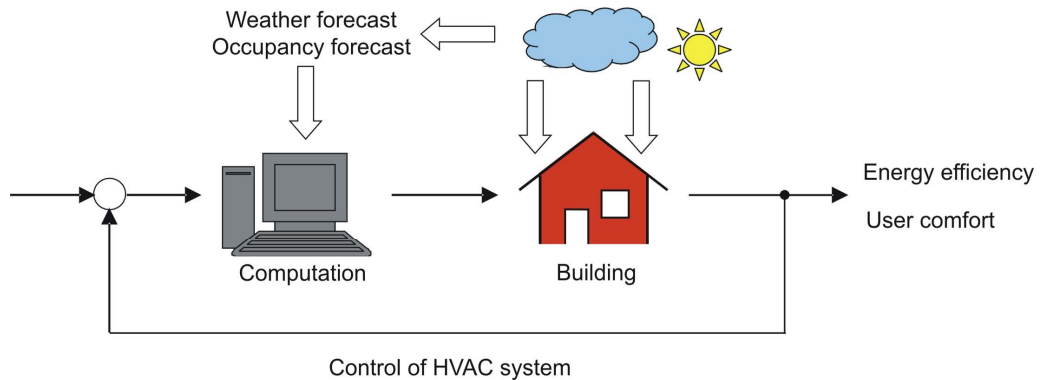 Weather forecast
Occupancy forecast
Energy efficiency
User comfort
Computation
Building
Control of HVAC system